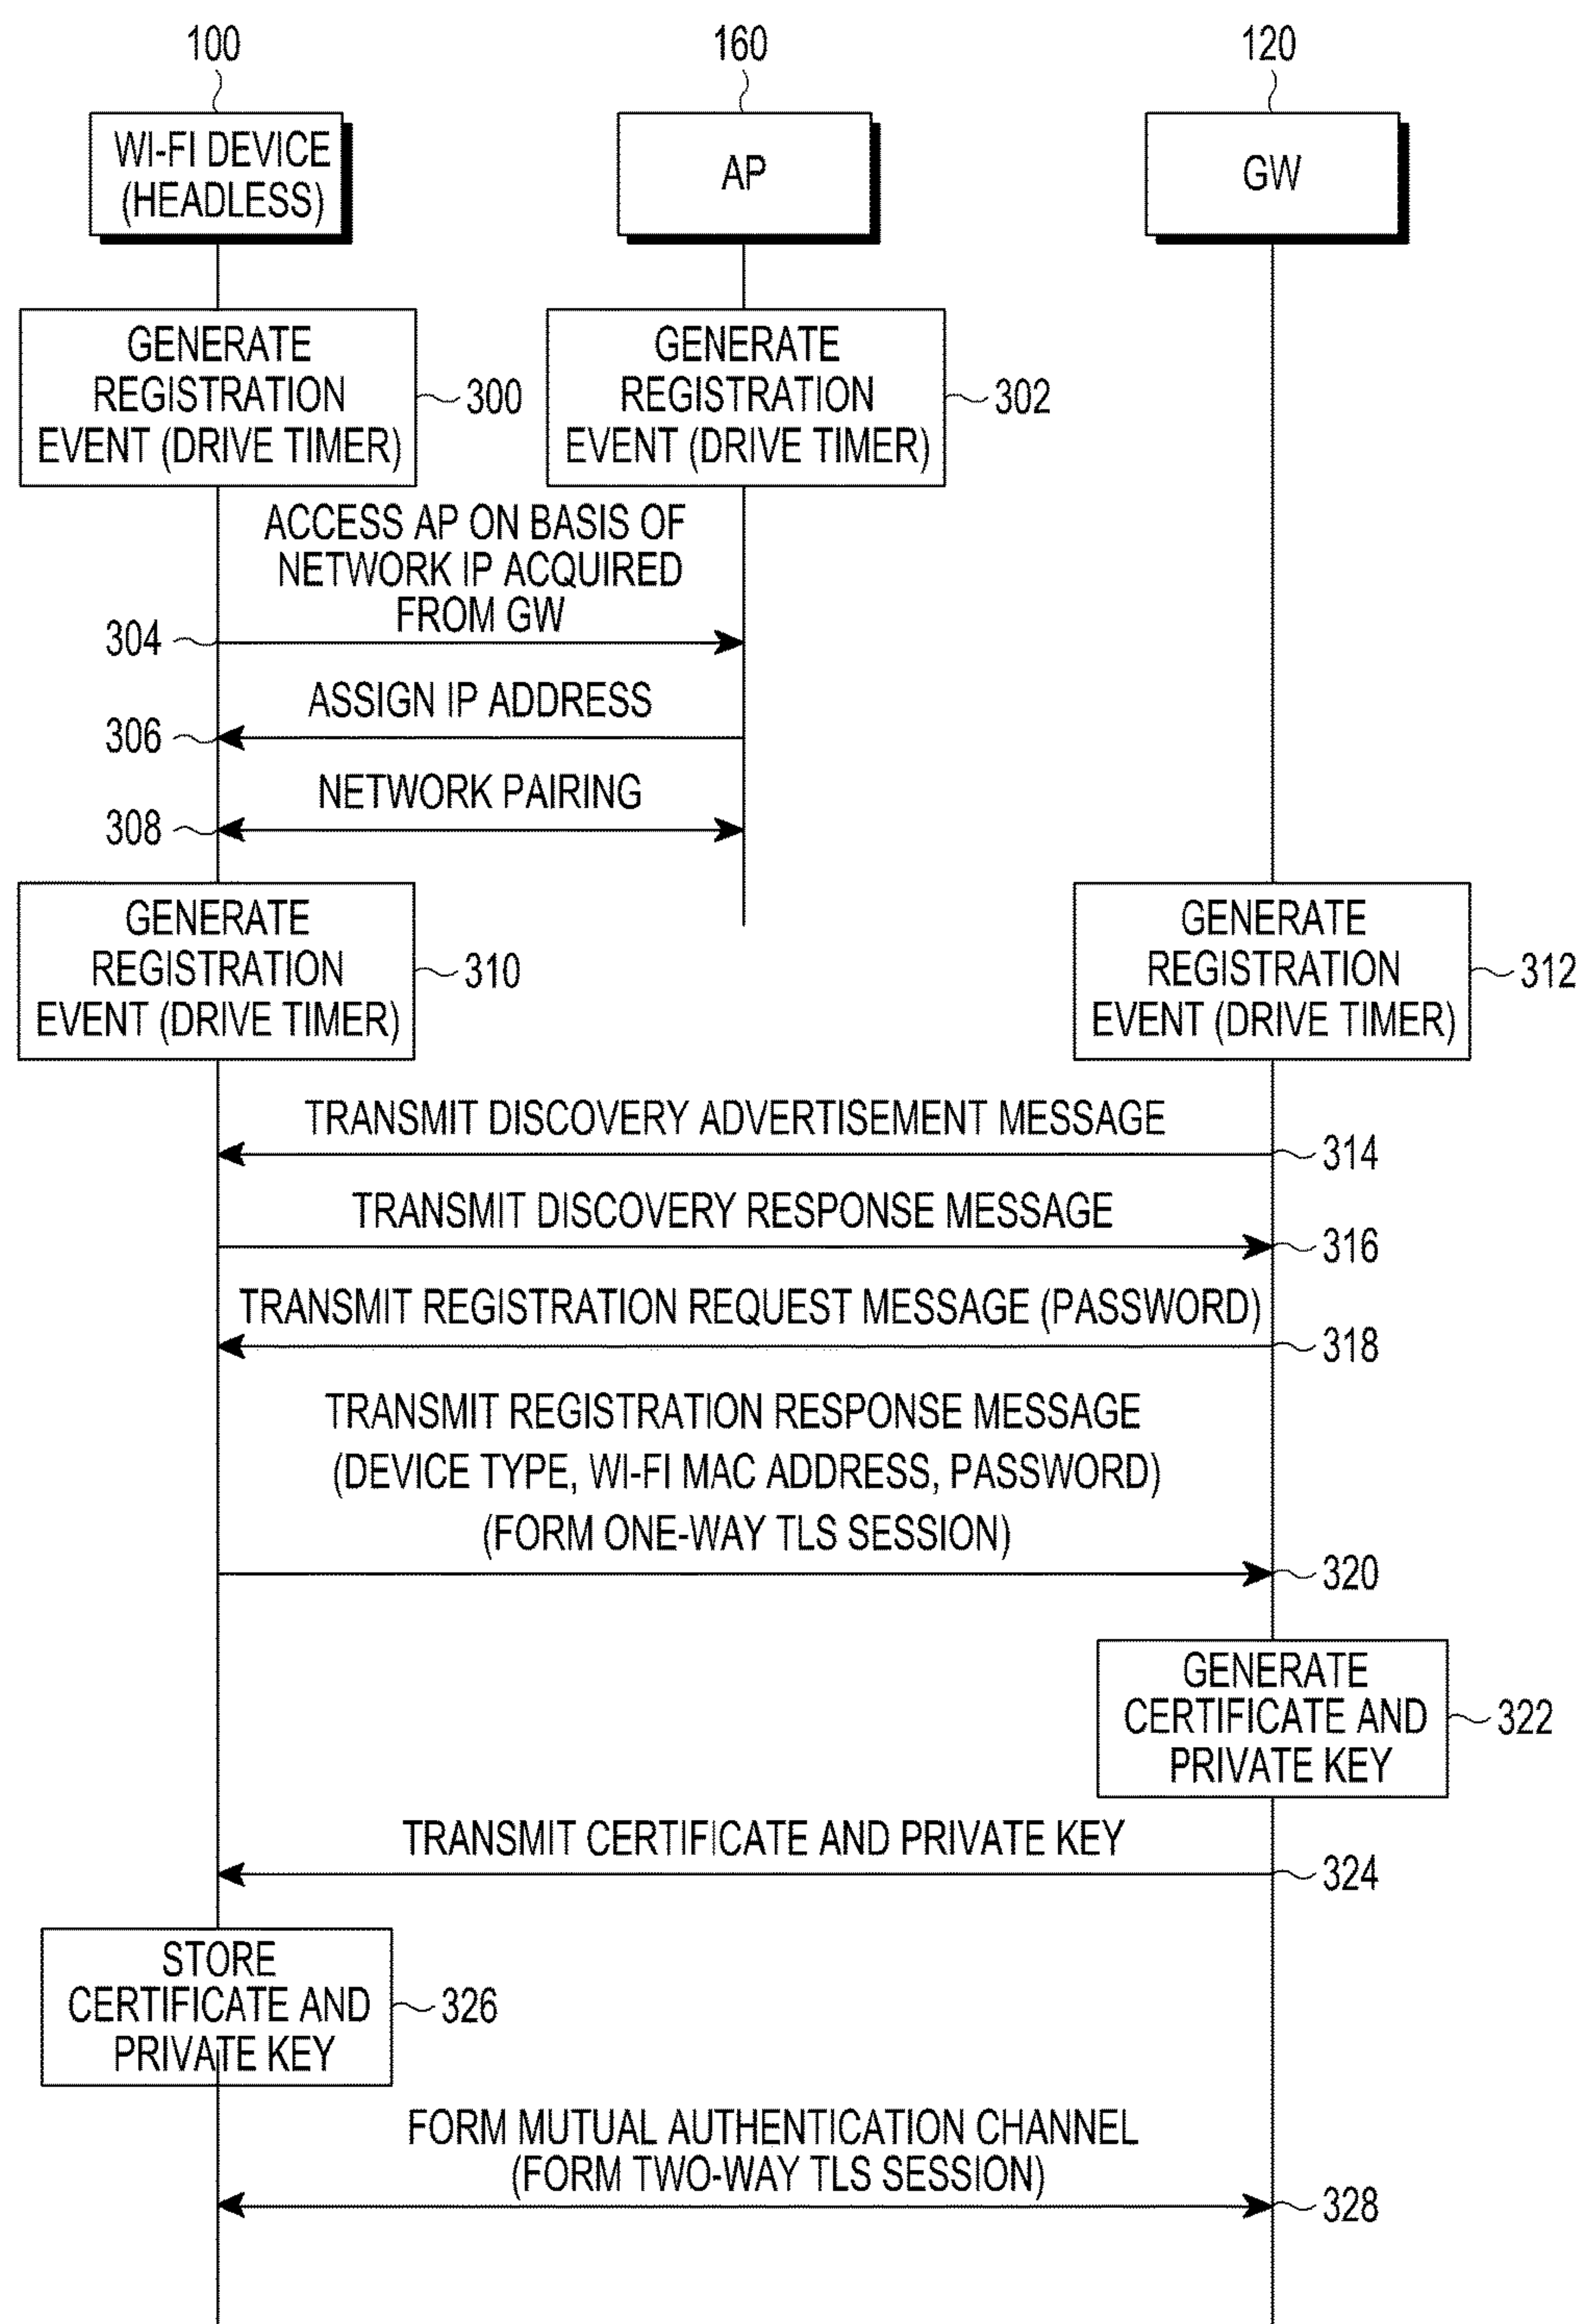 100
160
120
WI-FI DEVICE
(HEADLESS)
AP
GW
GENERATE
REGISTRATION
EVENT (DRIVE TIMER)
300
GENERATE
REGISTRATION
EVENT (DRIVE TIMER)
302
ACCESS AP ON BASIS OF
NETWORK IP ACQUIRED
FROM GW
304
ASSIGN IP ADDRESS
306
NETWORK PAIRING
308
GENERATE
REGISTRATION
EVENT (DRIVE TIMER)
310
GENERATE
REGISTRATION
EVENT (DRIVE TIMER)
312
TRANSMIT DISCOVERY ADVERTISEMENT MESSAGE
314
TRANSMIT DISCOVERY RESPONSE MESSAGE
316
TRANSMIT REGISTRATION REQUEST MESSAGE (PASSWORD)
318
TRANSMIT REGISTRATION RESPONSE MESSAGE
(DEVICE TYPE, WI-FI MAC ADDRESS, PASSWORD)
(FORM ONE-WAY TLS SESSION)
320
GENERATE
CERTIFICATE AND
PRIVATE KEY
322
TRANSMIT CERTIFICATE AND PRIVATE KEY
324
STORE
CERTIFICATE AND
PRIVATE KEY
326
FORM MUTUAL AUTHENTICATION CHANNEL
(FORM TWO-WAY TLS SESSION)
328